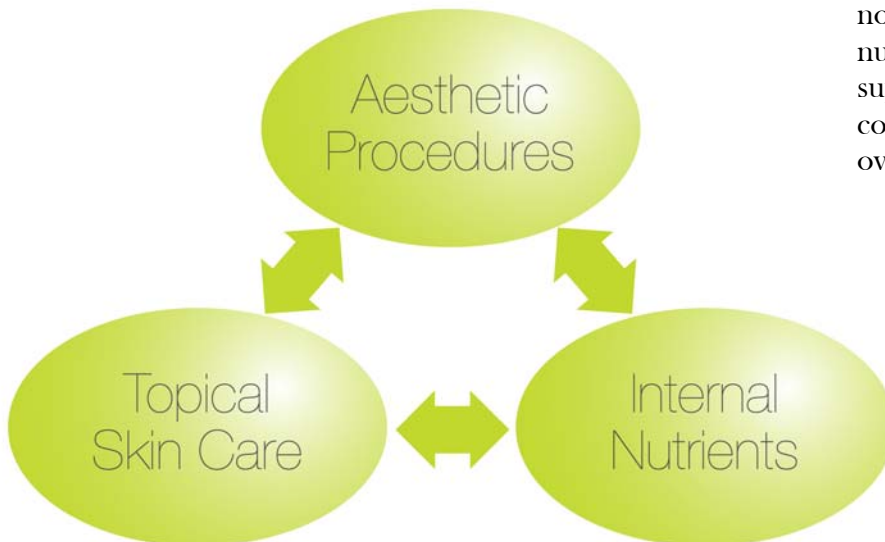 Aesthetic
Procedures
Topical
Skin Care
Internal
Nutrients